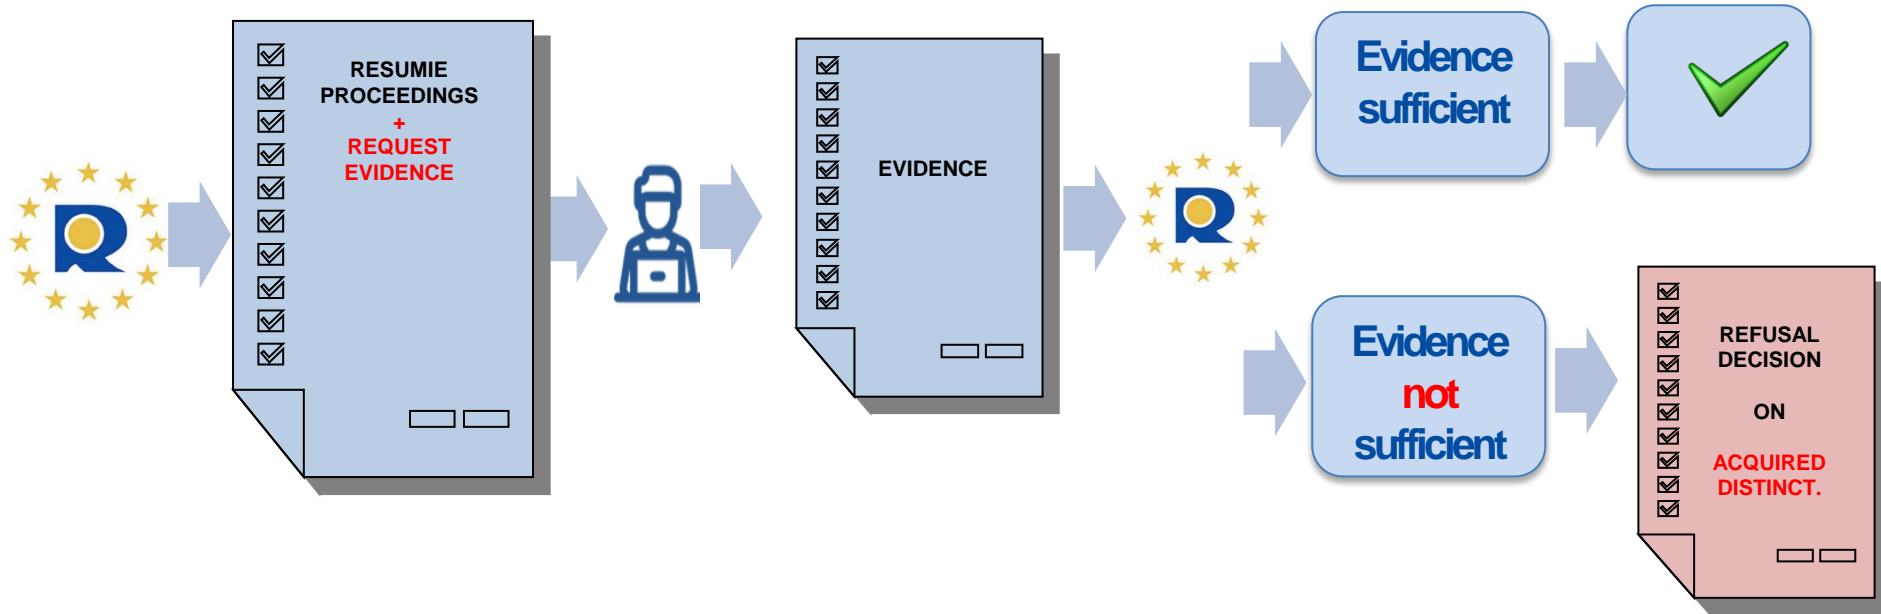 RESUMIE
PROCEEDINGS
+
REQUEST
EVIDENCE
EVIDENCE
Evidence
sufficient
Evidence
not
sufficient
REFUSAL
DECISION
ON
ACQUIRED
DISTINCT.